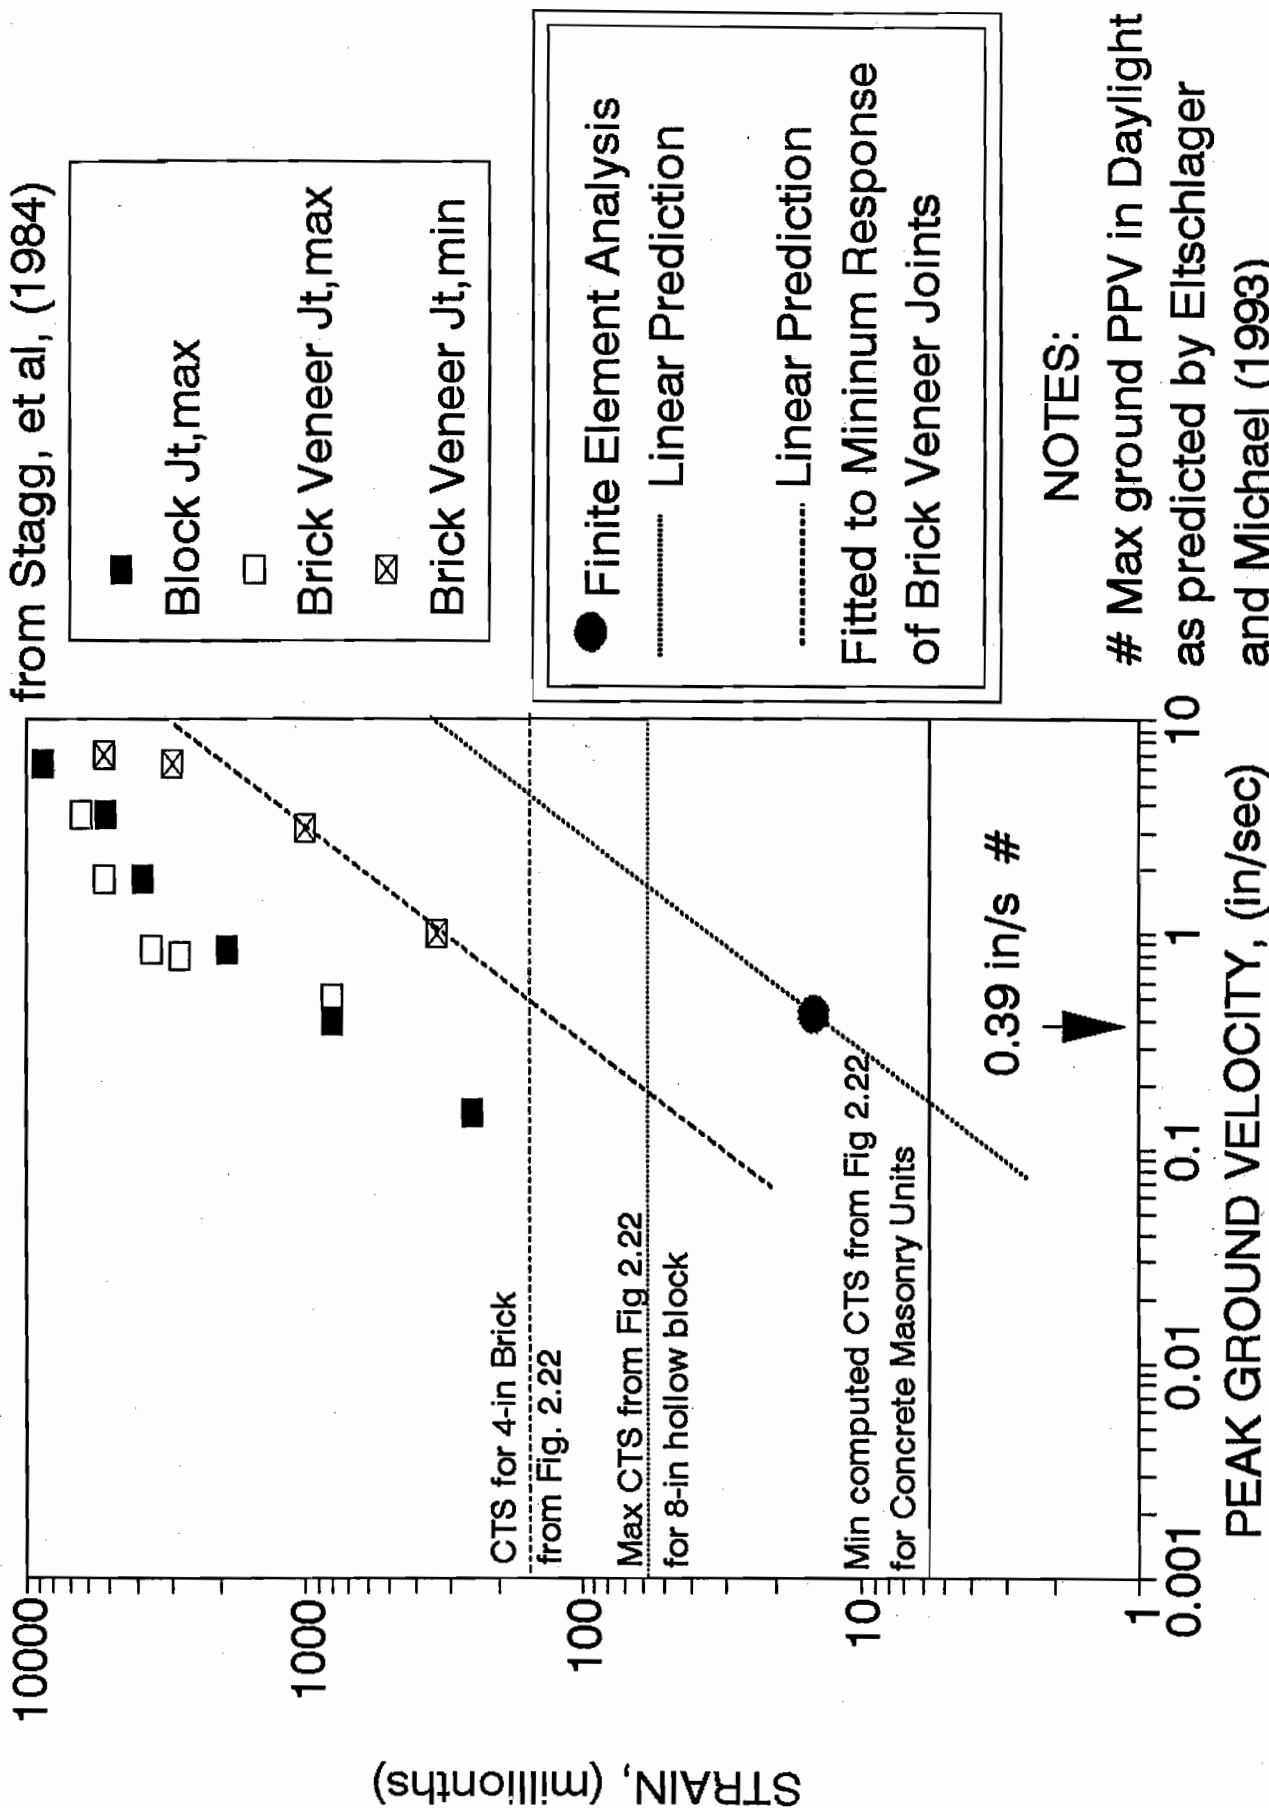 from Stagg, et al, (1984)
Block Jt,max
Brick Veneer Jt,max
Brick Veneer Jt,min
Finite Element Analysis
Linear Prediction
Linear Prediction
Fitted to Mininum Response
of Brick Veneer Joints
NOTES:
# Max ground PPV in Daylight
as predicted by Eltschlager
and Michael (1993)
STRAIN, (millionths)
10000
1000
100
10
1
CTS for 4-in Brick
from Fig. 2.22
Max CTS from Fig 2.22
for 8-in hollow block
Min computed CTS from Fig 2.22
for Concrete Masonry Units
0.39 in/s #
0.001
0.01
0.1
1
10
PEAK GROUND VELOCITY, (in/sec)